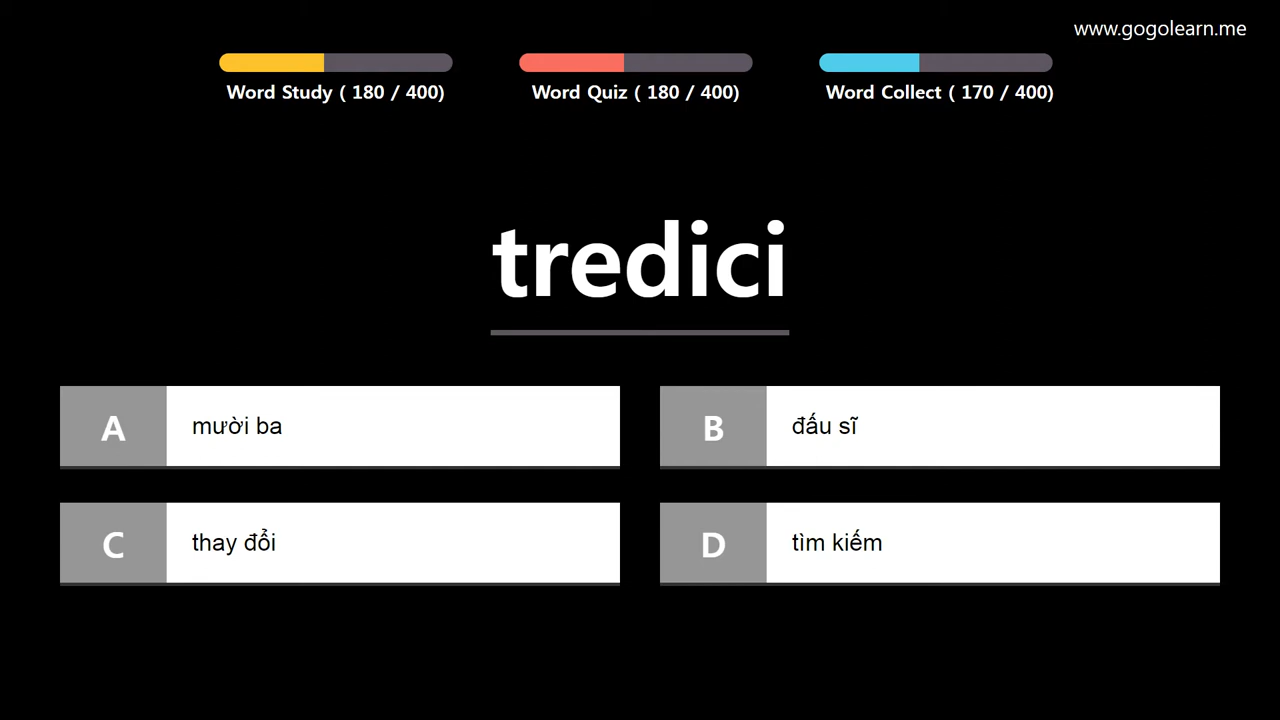 www.gogolearn.me
Word Study ( 180 / 400)
Word Quiz ( 180 / 400)
Word Collect ( 170 / 400)
tredici
A
mười ba
B
đấu sĩ
C
thay đổi
D
tìm kiếm